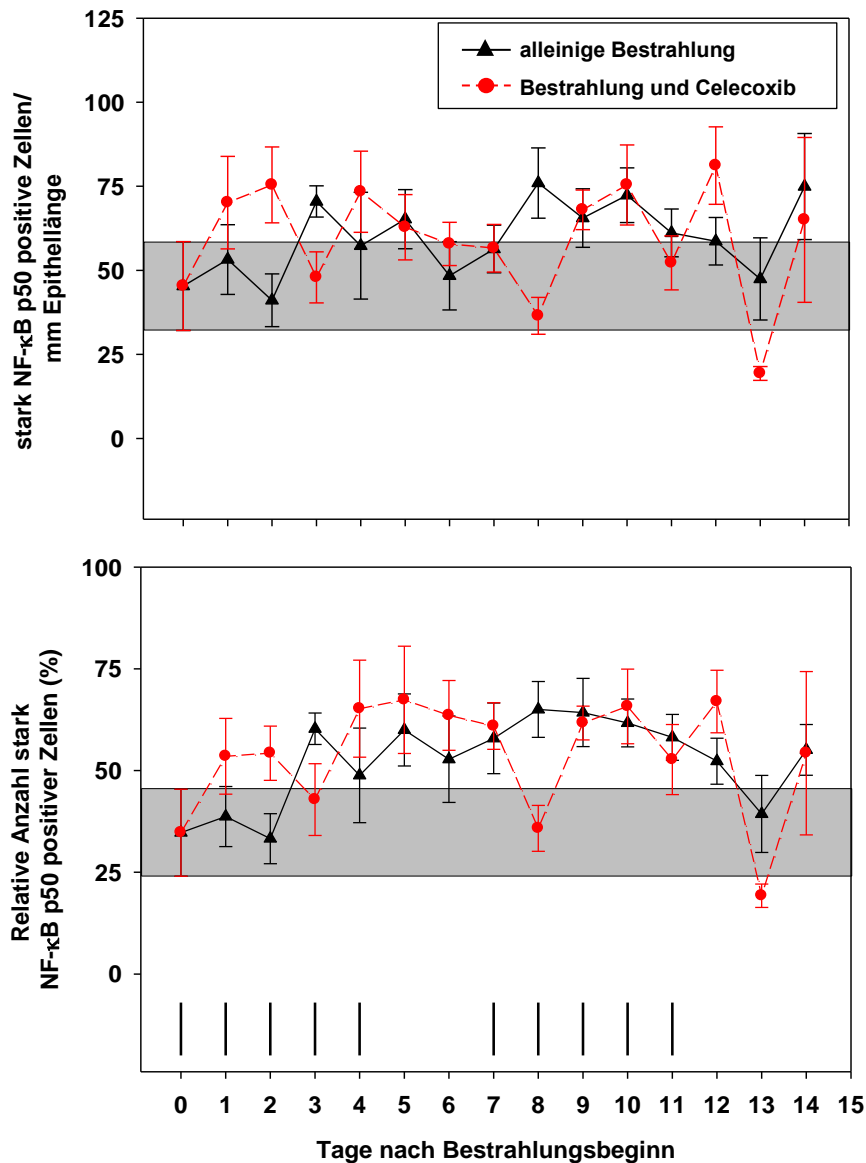 125
100
75
50
25
0
stark NF-κB p50 positive Zellen/
mm Epithellänge
alleinige Bestrahlung
Bestrahlung und Celecoxib
100
75
50
25
0
Relative Anzahl stark
NF-κB p50 positiver Zellen (%)
0 1 2 3 4 5 6 7 8 9 10 11 12 13 14 15
Tage nach Bestrahlungsbeginn